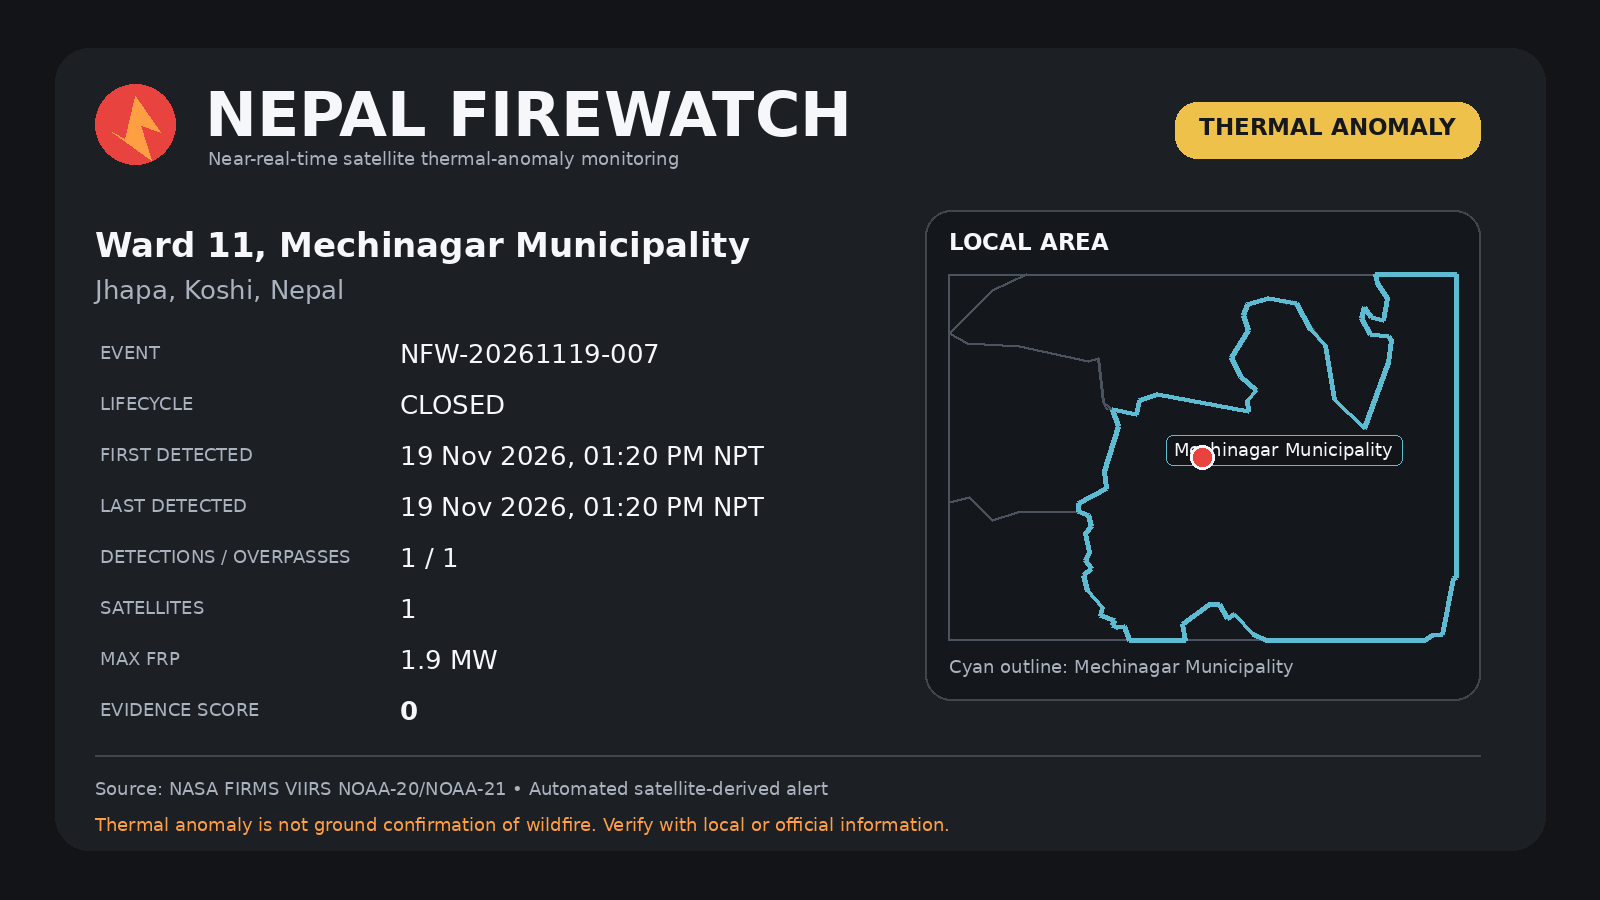 NEPAL FIREWATCH
Near-real-time satellite thermal-anomaly monitoring
THERMAL ANOMALY
Ward 11, Mechinagar Municipality
Jhapa, Koshi, Nepal
EVENT NFW-20261119-007
LIFECYCLE CLOSED
FIRST DETECTED 19 Nov 2026, 01:20 PM NPT
LAST DETECTED 19 Nov 2026, 01:20 PM NPT
DETECTIONS / OVERPASSES 1 / 1
SATELLITES 1
MAX FRP 1.9 MW
EVIDENCE SCORE 0
LOCAL AREA
Mechinagar Municipality
Cyan outline: Mechinagar Municipality
Source: NASA FIRMS VIIRS NOAA-20/NOAA-21 • Automated satellite-derived alert
Thermal anomaly is not ground confirmation of wildfire. Verify with local or official information.